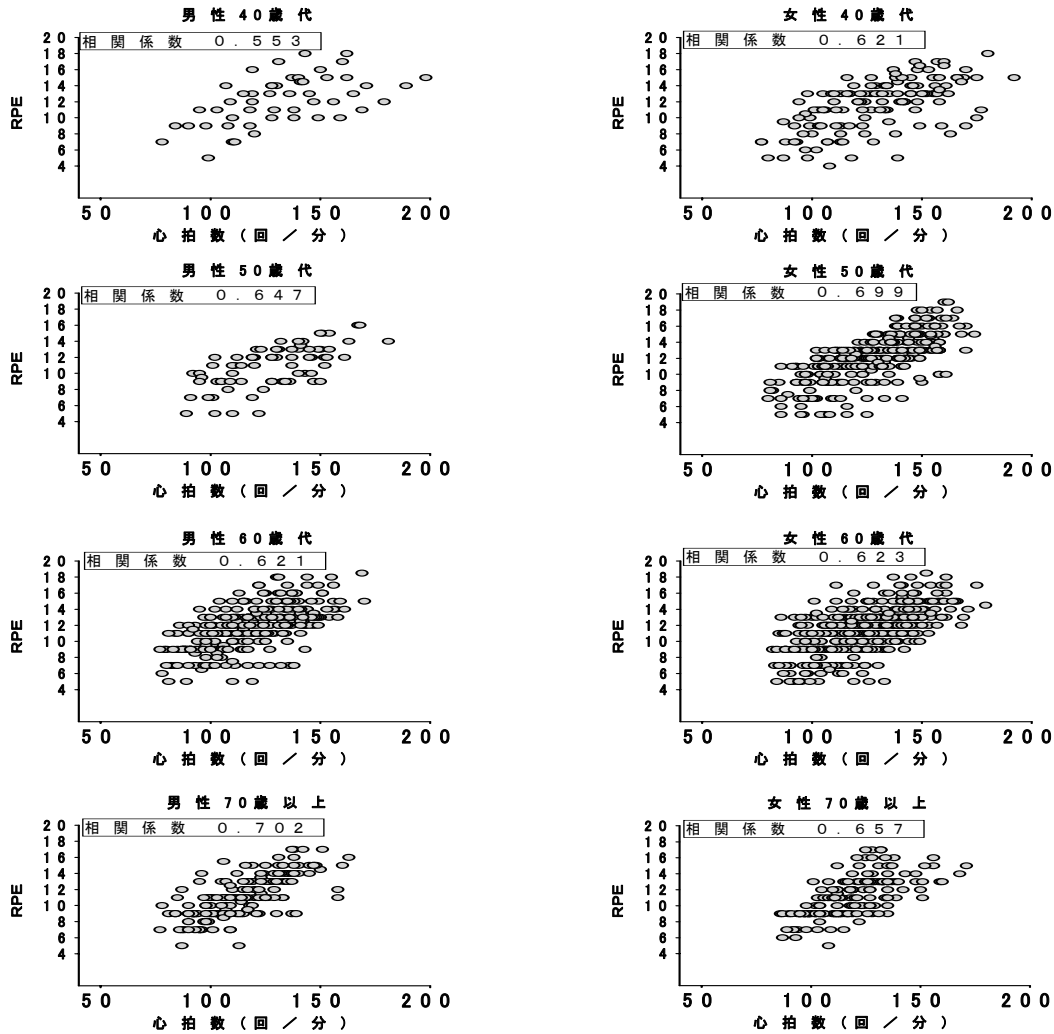 男性40歳代
相関係数 0.553
20
18
16
14
12
10
8
6
4
RPE
50 100 150 200
心拍数(回/分)
女性40歳代
相関係数 0.621
20
18
16
14
12
10
8
6
4
RPE
50 100 150 200
心拍数(回/分)
男性50歳代
相関係数 0.647
20
18
16
14
12
10
8
6
4
RPE
50 100 150 200
心拍数(回/分)
女性50歳代
相関係数 0.699
20
18
16
14
12
10
8
6
4
RPE
50 100 150 200
心拍数(回/分)
男性60歳代
相関係数 0.621
20
18
16
14
12
10
8
6
4
RPE
50 100 150 200
心拍数(回/分)
女性60歳代
相関係数 0.623
20
18
16
14
12
10
8
6
4
RPE
50 100 150 200
心拍数(回/分)
男性70歳以上
相関係数 0.702
20
18
16
14
12
10
8
6
4
RPE
50 100 150 200
心拍数(回/分)
女性70歳以上
相関係数 0.657
20
18
16
14
12
10
8
6
4
RPE
50 100 150 200
心拍数(回/分)